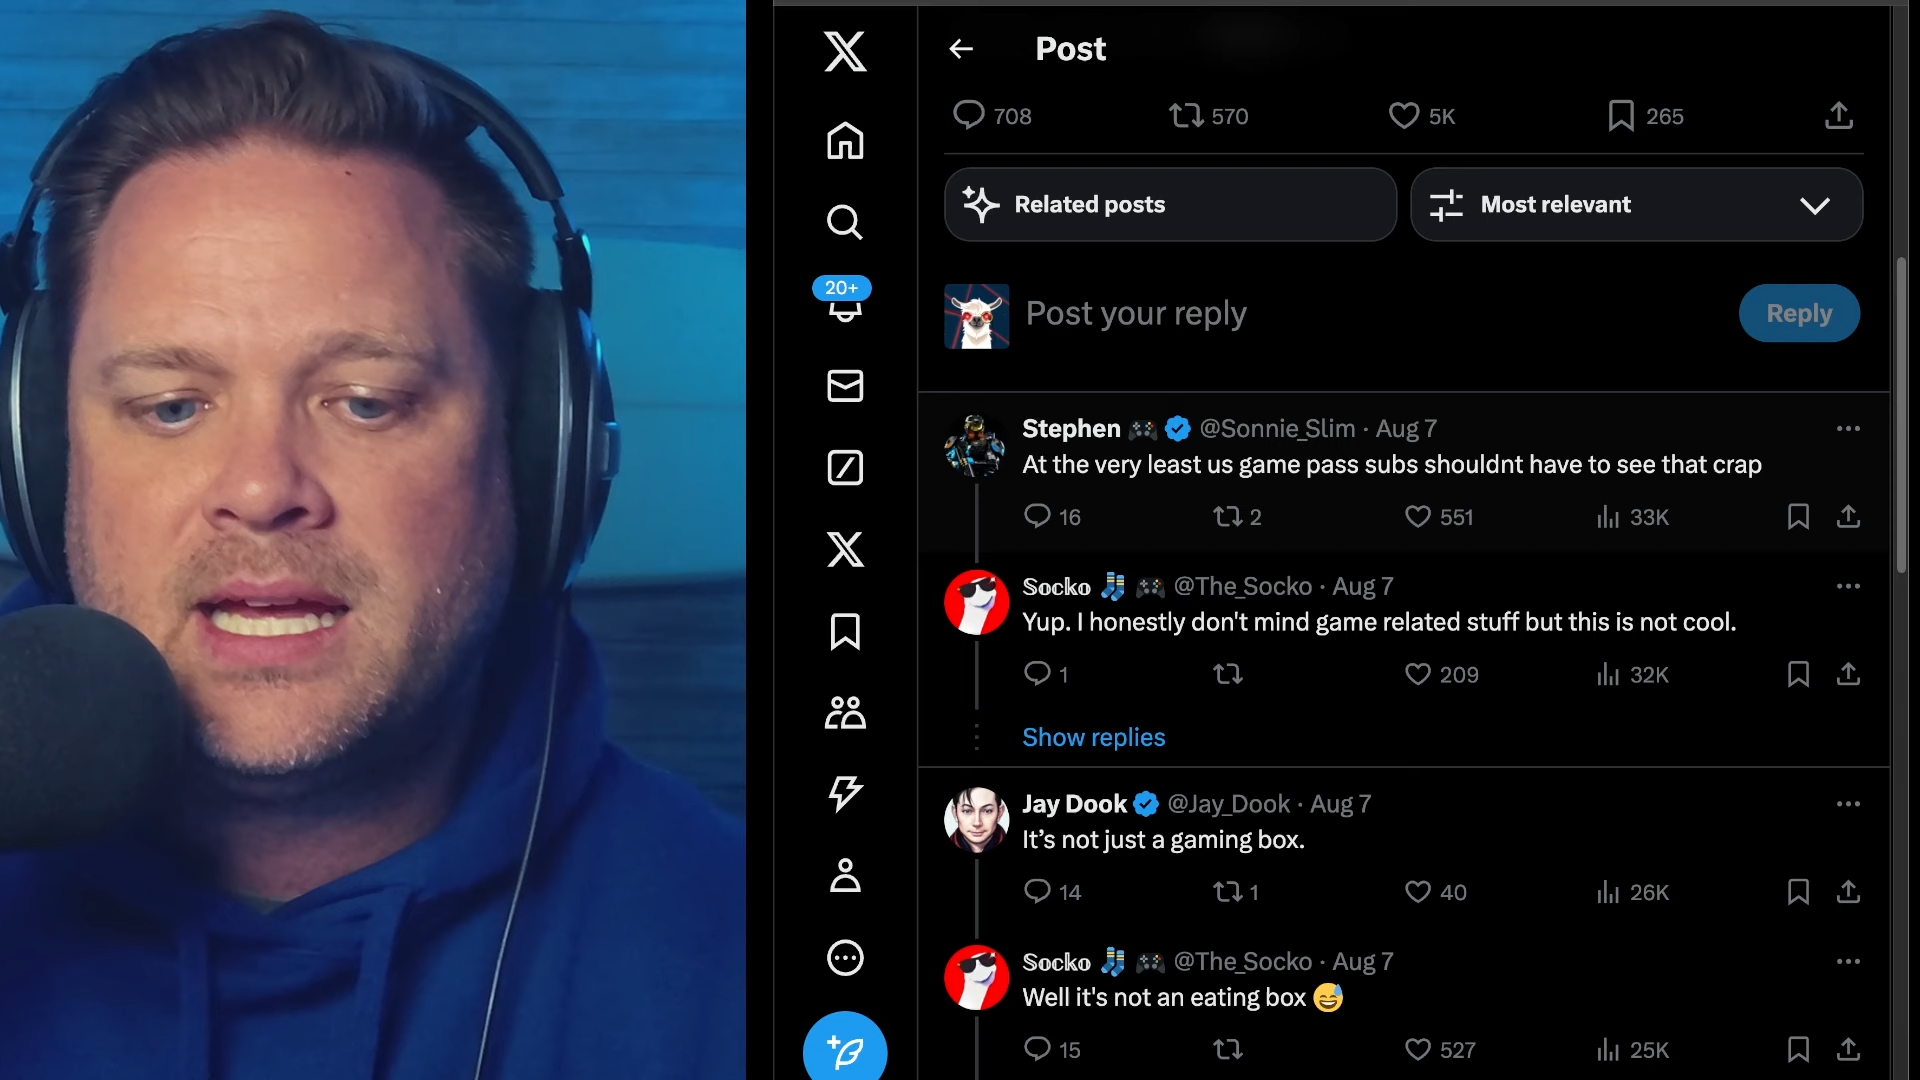 Post
708 570 5K 265
Related posts Most relevant
20+
Post your reply Reply
Stephen 🎮 @Sonnie_Slim · Aug 7
At the very least us game pass subs shouldnt have to see that crap
16 2 551 33K
Socko 🧦 🎮 @The_Socko · Aug 7
Yup. I honestly don't mind game related stuff but this is not cool.
1 209 32K
Show replies
Jay Dook @Jay_Dook · Aug 7
It’s not just a gaming box.
14 1 40 26K
Socko 🧦 🎮 @The_Socko · Aug 7
Well it's not an eating box 😅
15 527 25K